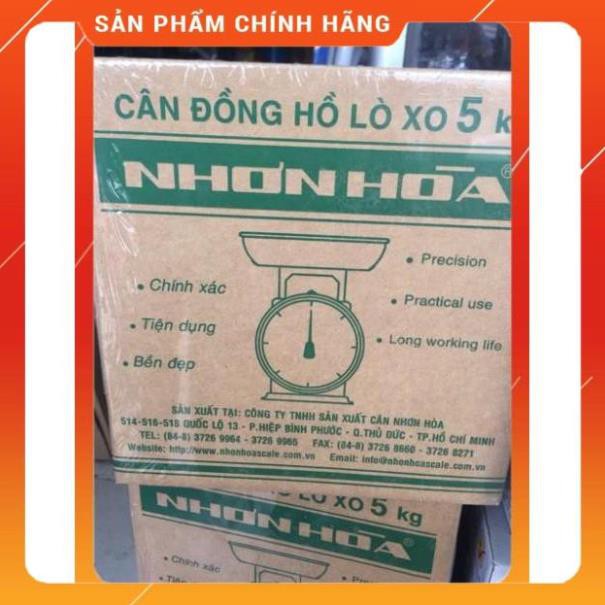 SẢN PHẨM CHÍNH HÃNG
CÂN ĐỒNG HỒ LÒ XO 5 k
NHƠN HÒA®
• Chính xác
• Tiện dụng
• Bền đẹp
• Precision
• Practical use
• Long working life
SẢN XUẤT TẠI: CÔNG TY TNHH SẢN XUẤT CÂN NHƠN HÒA
514-516-518 QUỐC LỘ 13 - P.HIỆP BÌNH PHƯỚC - Q.THỦ ĐỨC - TP.HỒ CHÍ MINH
TEL: (84-8) 3726 9964 - 3726 9965 FAX: (84-8) 3726 8660 - 3726 8271
Website: http://www.nhonhoascale.com.vn Email: info@nhonhoascale.com.vn
HỒ LÒ XO 5 kg
NHƠN HÒA®
• Chính xác